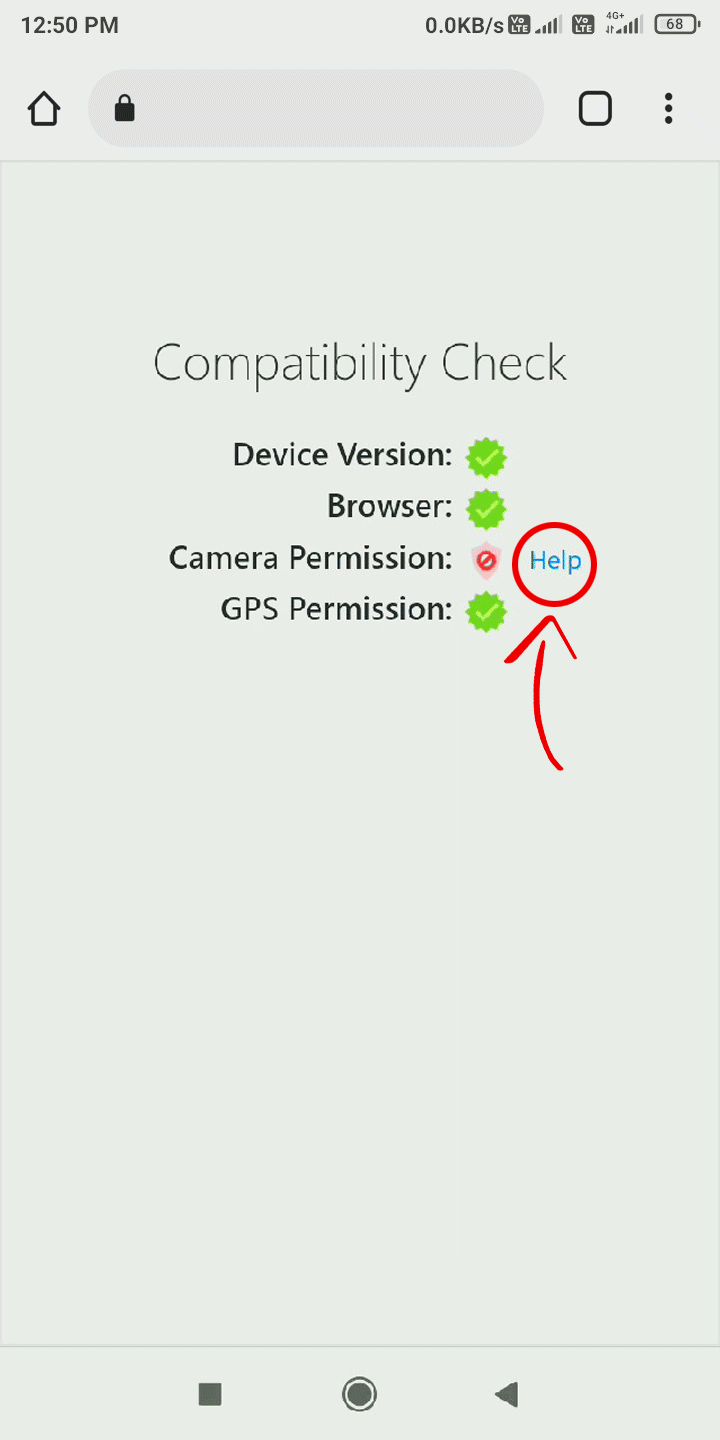 12:50 PM 0.0KB/s Vo LTE Vo LTE 4G+ 68
Compatibility Check
Device Version:
Browser:
Camera Permission: Help
GPS Permission: